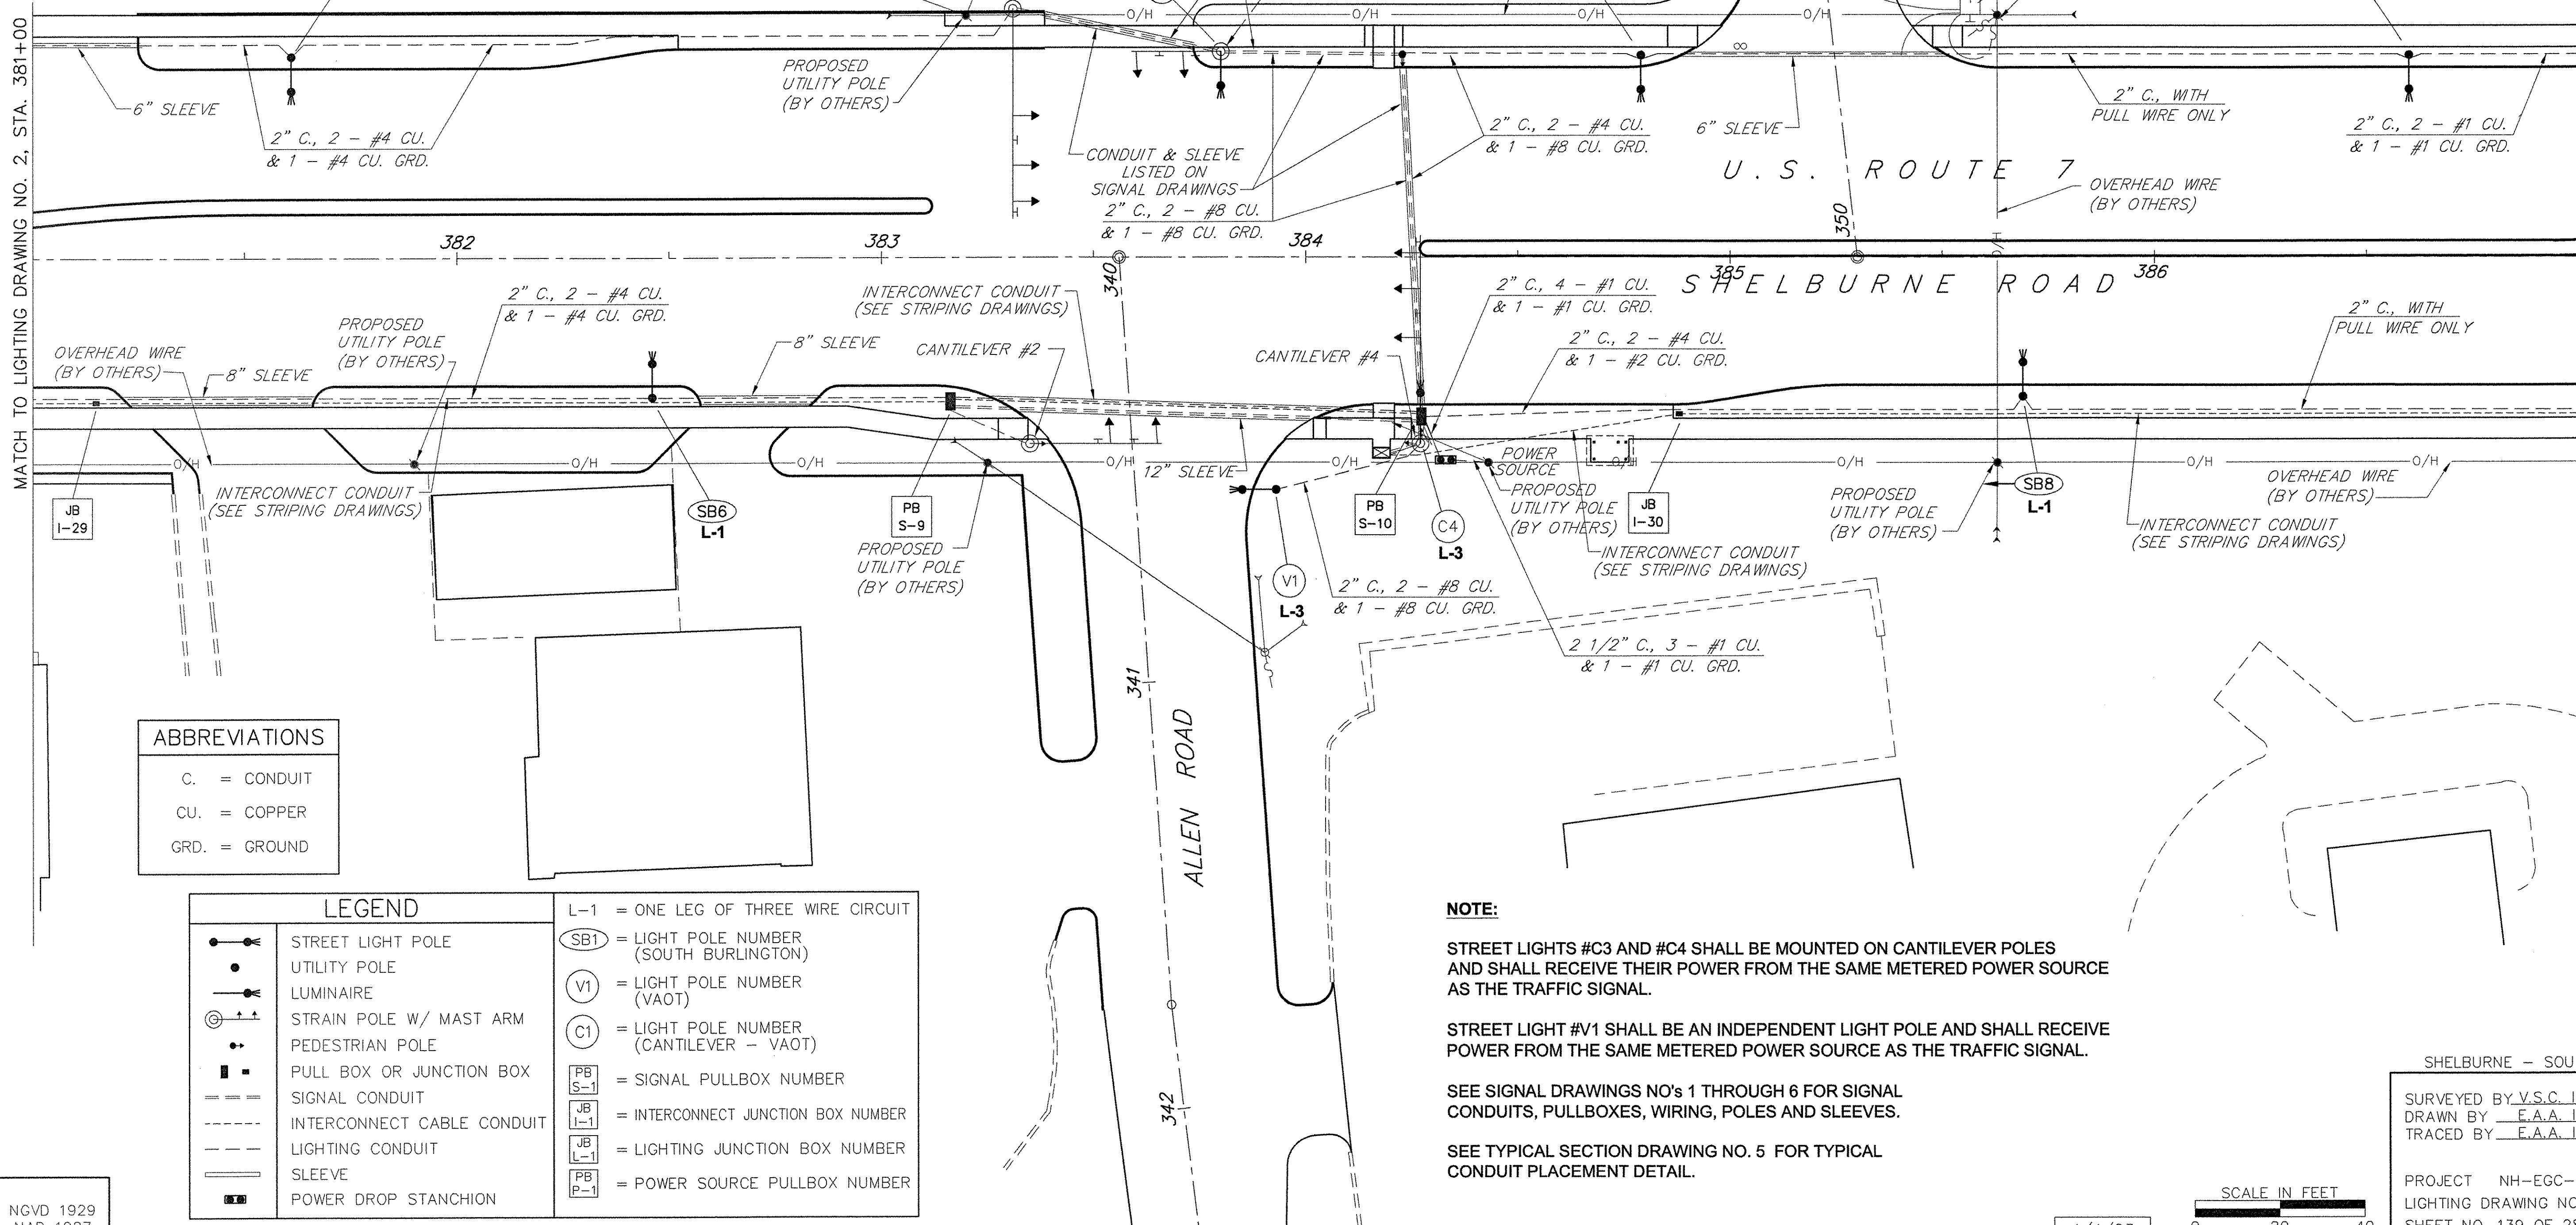 MATCH TO LIGHTING DRAWING NO. 2, STA. 381+00
O/H
O/H
O/H
O/H
6" SLEEVE
2" C., 2 - #4 CU.
& 1 - #4 CU. GRD.
PROPOSED
UTILITY POLE
(BY OTHERS)
CONDUIT & SLEEVE
LISTED ON
SIGNAL DRAWINGS
2" C., 2 - #8 CU.
& 1 - #8 CU. GRD.
2" C., 2 - #4 CU.
& 1 - #8 CU. GRD.
6" SLEEVE
2" C., WITH
PULL WIRE ONLY
2" C., 2 - #1 CU.
& 1 - #1 CU. GRD.
U.S. ROUTE 7
OVERHEAD WIRE
(BY OTHERS)
O/H
382
383
384
385
386
340
350
SHELBURNE ROAD
OVERHEAD WIRE
(BY OTHERS)
8" SLEEVE
PROPOSED
UTILITY POLE
(BY OTHERS)
2" C., 2 - #4 CU.
& 1 - #4 CU. GRD.
8" SLEEVE
INTERCONNECT CONDUIT
(SEE STRIPING DRAWINGS)
CANTILEVER #2
CANTILEVER #4
2" C., 4 - #1 CU.
& 1 - #1 CU. GRD.
2" C., 2 - #4 CU.
& 1 - #2 CU. GRD.
2" C., WITH
PULL WIRE ONLY
O/H
O/H
O/H
O/H
O/H
O/H
O/H
O/H
O/H
12" SLEEVE
POWER
SOURCE
PROPOSED
UTILITY POLE
(BY OTHERS)
INTERCONNECT CONDUIT
(SEE STRIPING DRAWINGS)
JB
I-29
SB6
L-1
PB
S-9
PROPOSED
UTILITY POLE
(BY OTHERS)
PB
S-10
C4
L-3
JB
I-30
PROPOSED
UTILITY POLE
(BY OTHERS)
SB8
L-1
OVERHEAD WIRE
(BY OTHERS)
INTERCONNECT CONDUIT
(SEE STRIPING DRAWINGS)
INTERCONNECT CONDUIT
(SEE STRIPING DRAWINGS)
V1
L-3
2" C., 2 - #8 CU.
& 1 - #8 CU. GRD.
2 1/2" C., 3 - #1 CU.
& 1 - #1 CU. GRD.
341
ALLEN ROAD
342
ABBREVIATIONS
C. = CONDUIT
CU. = COPPER
GRD. = GROUND
LEGEND
STREET LIGHT POLE
UTILITY POLE
LUMINAIRE
STRAIN POLE W/ MAST ARM
PEDESTRIAN POLE
PULL BOX OR JUNCTION BOX
SIGNAL CONDUIT
INTERCONNECT CABLE CONDUIT
LIGHTING CONDUIT
SLEEVE
POWER DROP STANCHION
L-1 = ONE LEG OF THREE WIRE CIRCUIT
SB1 = LIGHT POLE NUMBER
(SOUTH BURLINGTON)
V1 = LIGHT POLE NUMBER
(VAOT)
C1 = LIGHT POLE NUMBER
(CANTILEVER - VAOT)
PB
S-1 = SIGNAL PULLBOX NUMBER
JB
I-1 = INTERCONNECT JUNCTION BOX NUMBER
JB
L-1 = LIGHTING JUNCTION BOX NUMBER
PB
P-1 = POWER SOURCE PULLBOX NUMBER
NOTE:
STREET LIGHTS #C3 AND #C4 SHALL BE MOUNTED ON CANTILEVER POLES
AND SHALL RECEIVE THEIR POWER FROM THE SAME METERED POWER SOURCE
AS THE TRAFFIC SIGNAL.
STREET LIGHT #V1 SHALL BE AN INDEPENDENT LIGHT POLE AND SHALL RECEIVE
POWER FROM THE SAME METERED POWER SOURCE AS THE TRAFFIC SIGNAL.
SEE SIGNAL DRAWINGS NO's 1 THROUGH 6 FOR SIGNAL
CONDUITS, PULLBOXES, WIRING, POLES AND SLEEVES.
SEE TYPICAL SECTION DRAWING NO. 5 FOR TYPICAL
CONDUIT PLACEMENT DETAIL.
NGVD 1929
SCALE IN FEET
SHELBURNE - SOU
SURVEYED BY V.S.C. I
DRAWN BY E.A.A. I
TRACED BY E.A.A. I
PROJECT NH-EGC-
LIGHTING DRAWING NO